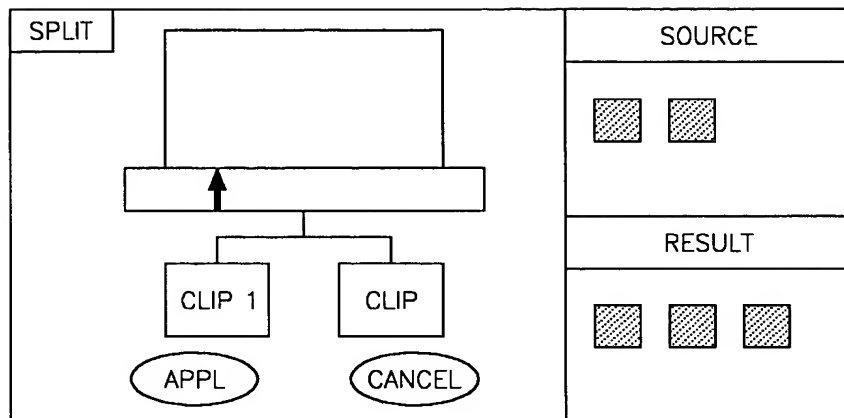 SPLIT
SOURCE
RESULT
CLIP 1
CLIP
APPL
CANCEL